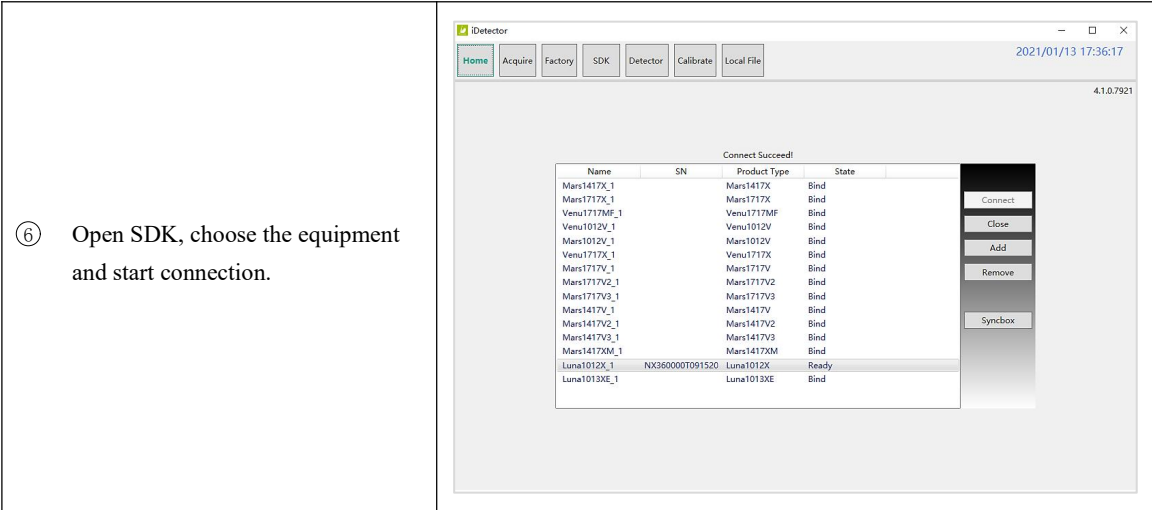 ⑥ Open SDK, choose the equipment
and start connection.
iDetector
Home Acquire Factory SDK Detector Calibrate Local File
2021/01/13 17:36:17
4.1.0.7921
Connect Succeed!
Name SN Product Type State
Mars1417X_1 Mars1417X Bind
Mars1717X_1 Mars1717X Bind
Venu1717MF_1 Venu1717MF Bind
Venu1012V_1 Venu1012V Bind
Mars1012V_1 Mars1012V Bind
Venu1717X_1 Venu1717X Bind
Mars1717V_1 Mars1717V Bind
Mars1717V2_1 Mars1717V2 Bind
Mars1717V3_1 Mars1717V3 Bind
Mars1417V_1 Mars1417V Bind
Mars1417V2_1 Mars1417V2 Bind
Mars1417V3_1 Mars1417V3 Bind
Mars1417XM_1 Mars1417XM Bind
Luna1012X_1 NX360000T091520 Luna1012X Ready
Luna1013XE_1 Luna1013XE Bind
Connect
Close
Add
Remove
Syncbox